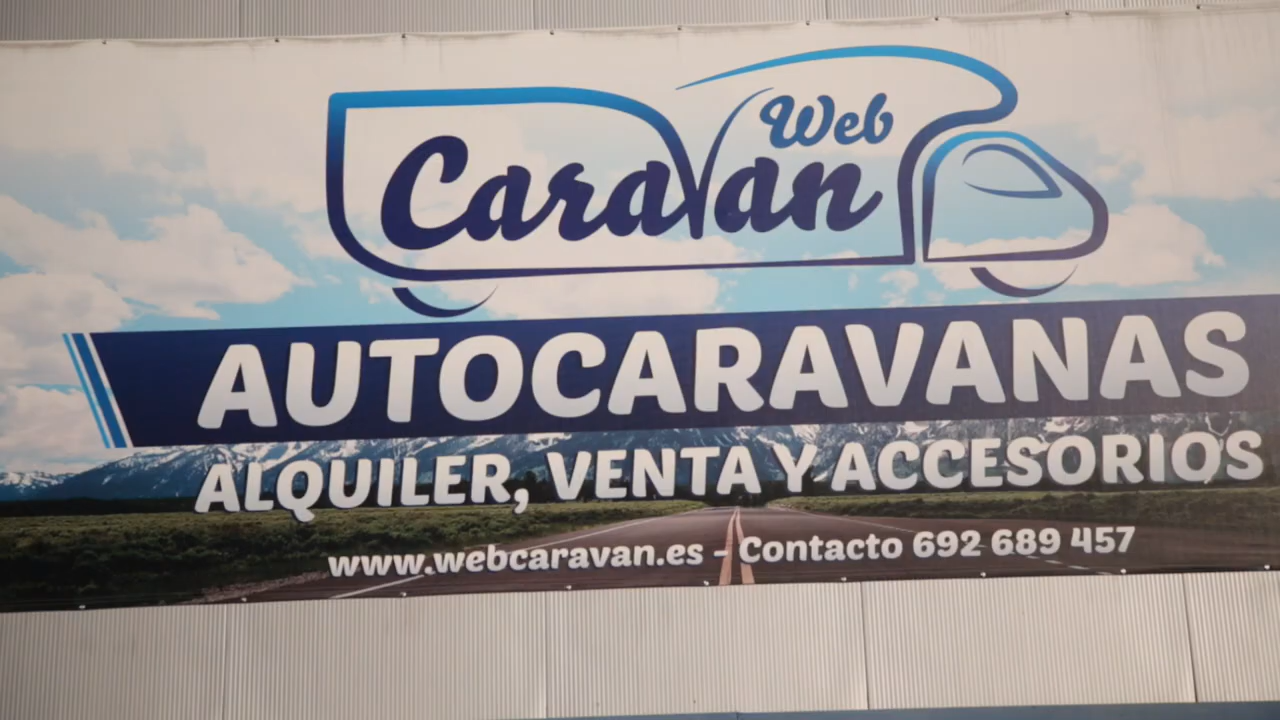 Web
Caravan
AUTOCARAVANAS
ALQUILER, VENTA Y ACCESORIOS
www.webcaravan.es - Contacto 692 689 457